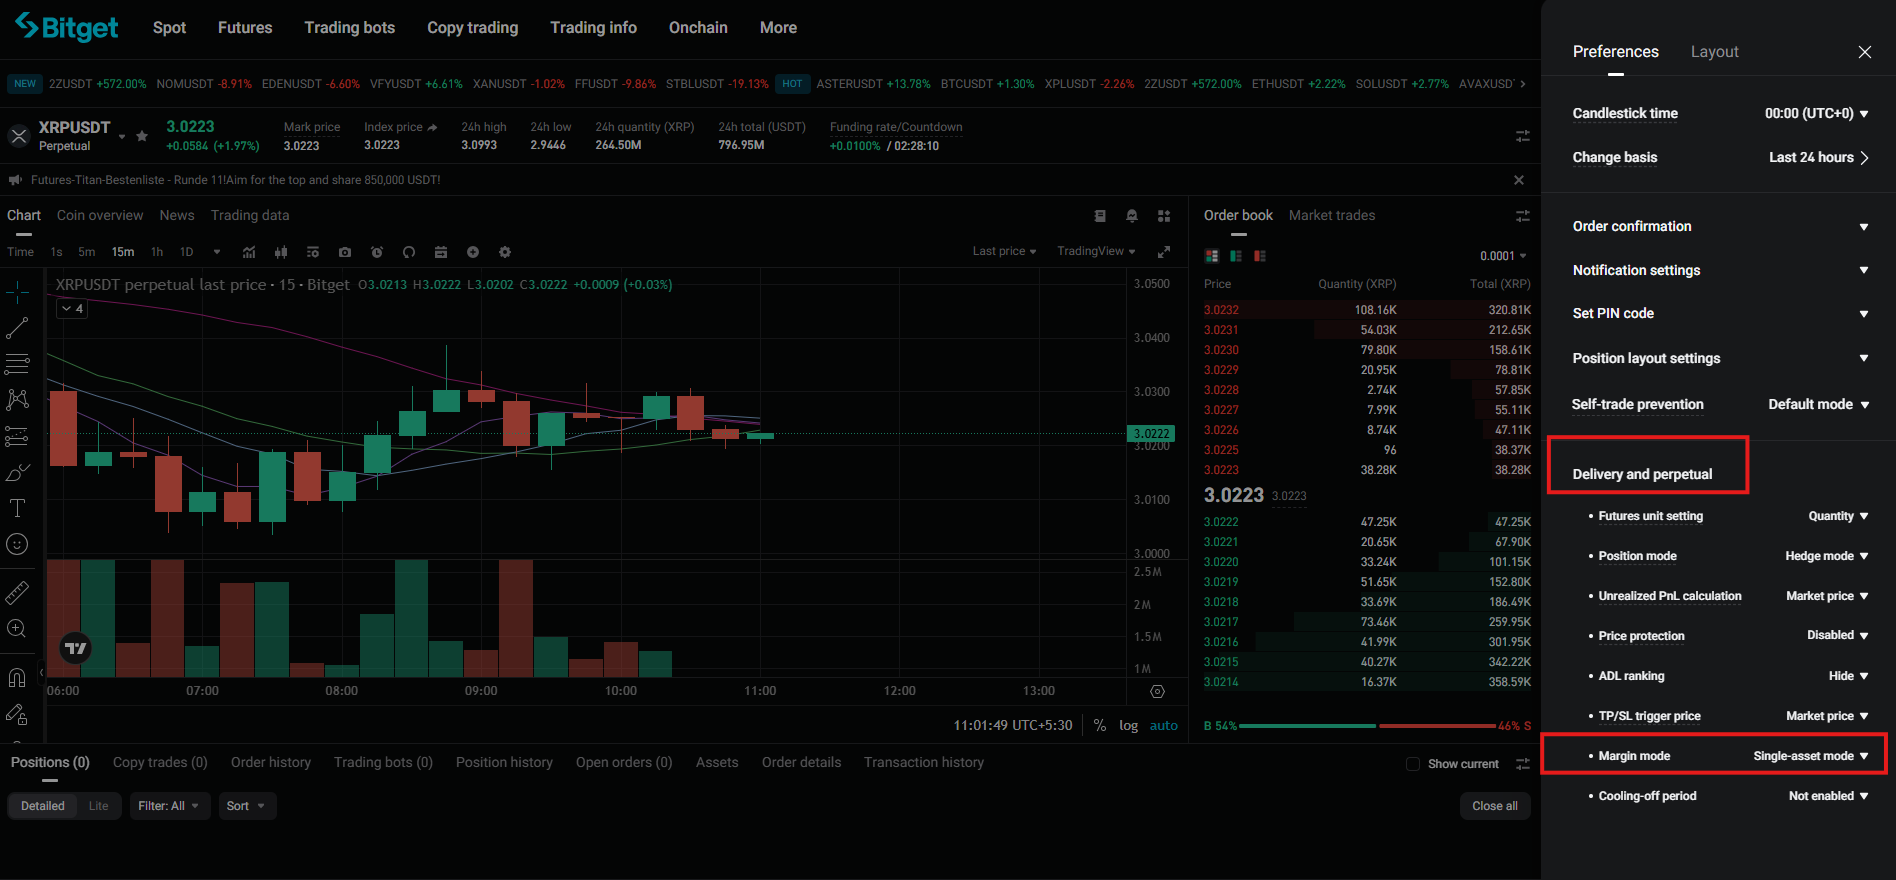 Bitget Spot Futures Trading bots Copy trading Trading info Onchain More
NEW 2ZUSDT +572.00% NOMUSDT -8.91% EDENUSDT -6.60% VFYUSDT +6.61% XANUSDT -1.02% FFUSDT -9.86% STBLUSDT -19.13% HOT ASTERUSDT +13.78% BTCUSDT +1.30% XPLUSDT -2.26% 2ZUSDT +572.00% ETHUSDT +2.22% SOLUSDT +2.77% AVAXUSD
XRPUSDT
Perpetual
3.0223
+0.0584 (+1.97%)
Mark price
3.0223
Index price
3.0223
24h high
3.0993
24h low
2.9446
24h quantity (XRP)
264.50M
24h total (USDT)
796.95M
Funding rate/Countdown
+0.0100% / 02:28:10
Futures-Titan-Bestenliste - Runde 11!Aim for the top and share 850,000 USDT!
Chart Coin overview News Trading data
Time 1s 5m 15m 1h 1D
Last price TradingView
XRPUSDT perpetual last price · 15 · Bitget O3.0213 H3.0222 L3.0202 C3.0222 +0.0009 (+0.03%)
4
3.0500
3.0400
3.0300
3.0222
3.0200
3.0100
3.0000
2.5M
2M
1.5M
1M
06:00 07:00 08:00 09:00 10:00 11:00 12:00 13:00
11:01:49 UTC+5:30 % log auto
Order book Market trades
0.0001
Price Quantity (XRP) Total (XRP)
3.0232 108.16K 320.81K
3.0231 54.03K 212.65K
3.0230 79.80K 158.61K
3.0229 20.95K 78.81K
3.0228 2.74K 57.85K
3.0227 7.99K 55.11K
3.0226 8.74K 47.11K
3.0225 96 38.37K
3.0223 38.28K 38.28K
3.0223 3.0223
3.0222 47.25K 47.25K
3.0221 20.65K 67.90K
3.0220 33.24K 101.15K
3.0219 51.65K 152.80K
3.0218 33.69K 186.49K
3.0217 73.46K 259.95K
3.0216 41.99K 301.95K
3.0215 40.27K 342.22K
3.0214 16.37K 358.59K
B 54% 46% S
Positions (0) Copy trades (0) Order history Trading bots (0) Position history Open orders (0) Assets Order details Transaction history
Show current
Detailed Lite Filter: All Sort
Close all
Preferences Layout
Candlestick time 00:00 (UTC+0)
Change basis Last 24 hours
Order confirmation
Notification settings
Set PIN code
Position layout settings
Self-trade prevention Default mode
Delivery and perpetual
• Futures unit setting Quantity
• Position mode Hedge mode
• Unrealized PnL calculation Market price
• Price protection Disabled
• ADL ranking Hide
• TP/SL trigger price Market price
• Margin mode Single-asset mode
• Cooling-off period Not enabled